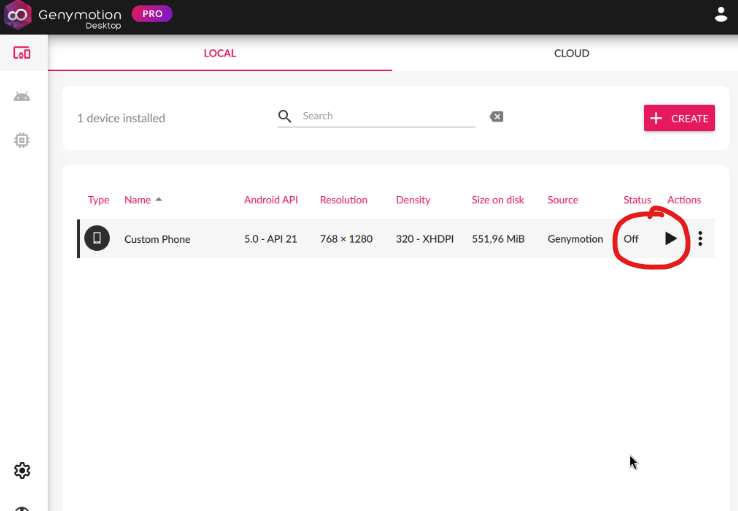 Genymotion PRO
Desktop
LOCAL CLOUD
1 device installed Search CREATE
Type Name Android API Resolution Density Size on disk Source Status Actions
Custom Phone 5.0 - API 21 768 × 1280 320 - XHDPI 551,96 MiB Genymotion Off